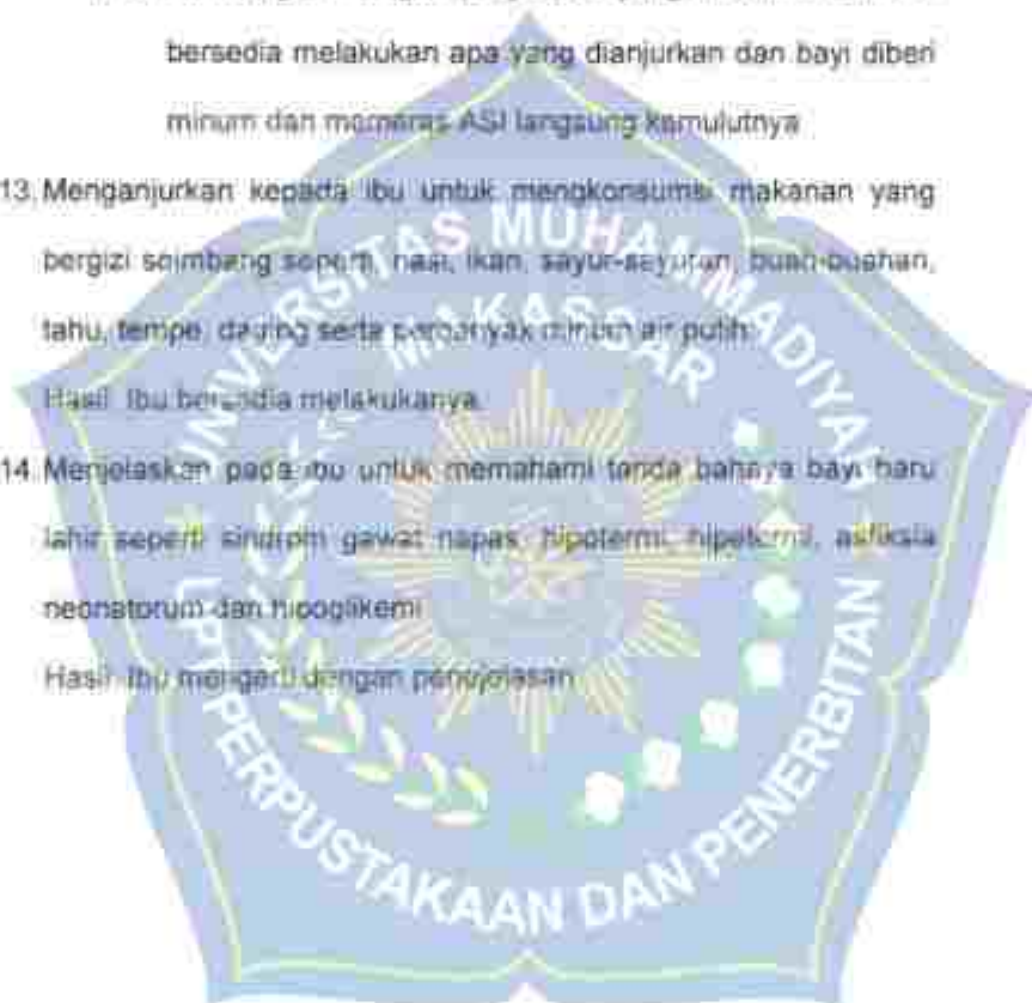 bersedia melakukan apa yang dianjurkan dan bayi diberi
minum dan memeras ASI langsung kemulutnya
13. Menganjurkan kepada ibu untuk mengkonsumsi makanan yang
bergizi seimbang seperti, nasi, ikan, sayur-sayuran, buah-buahan,
tahu, tempe, daging serta perbanyak minum air putih.
Hasil: Ibu bersedia melakukanya.
14. Menjelaskan pada ibu untuk memahami tanda bahaya bayi baru
lahir seperti sindrom gawat napas, hipotermi, hipetermi, asfiksia
neonatorum dan hipoglikemi
Hasil: Ibu mengerti dengan penjelasan
UNIVERSITAS MUHAMMADIYAH
MAKASSAR
UPT PERPUSTAKAAN DAN PENERBITAN